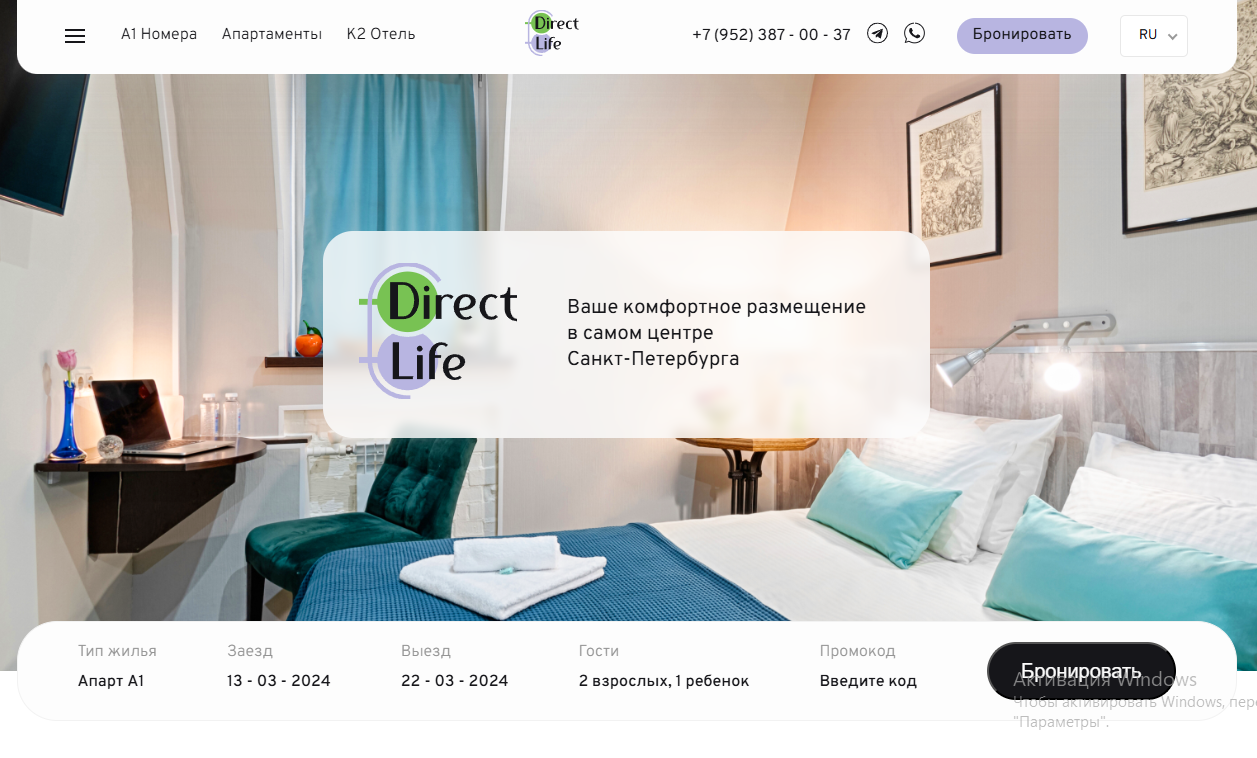 А1 Номера Апартаменты К2 Отель
Direct
Life
+7 (952) 387 - 00 - 37
Бронировать
RU
Direct
Life
Ваше комфортное размещение
в самом центре
Санкт-Петербурга
Тип жилья Заезд Выезд Гости Промокод
Апарт А1 13 - 03 - 2024 22 - 03 - 2024 2 взрослых, 1 ребенок Введите код
Бронировать
Активация Windows
Чтобы активировать Windows, пере
"Параметры".